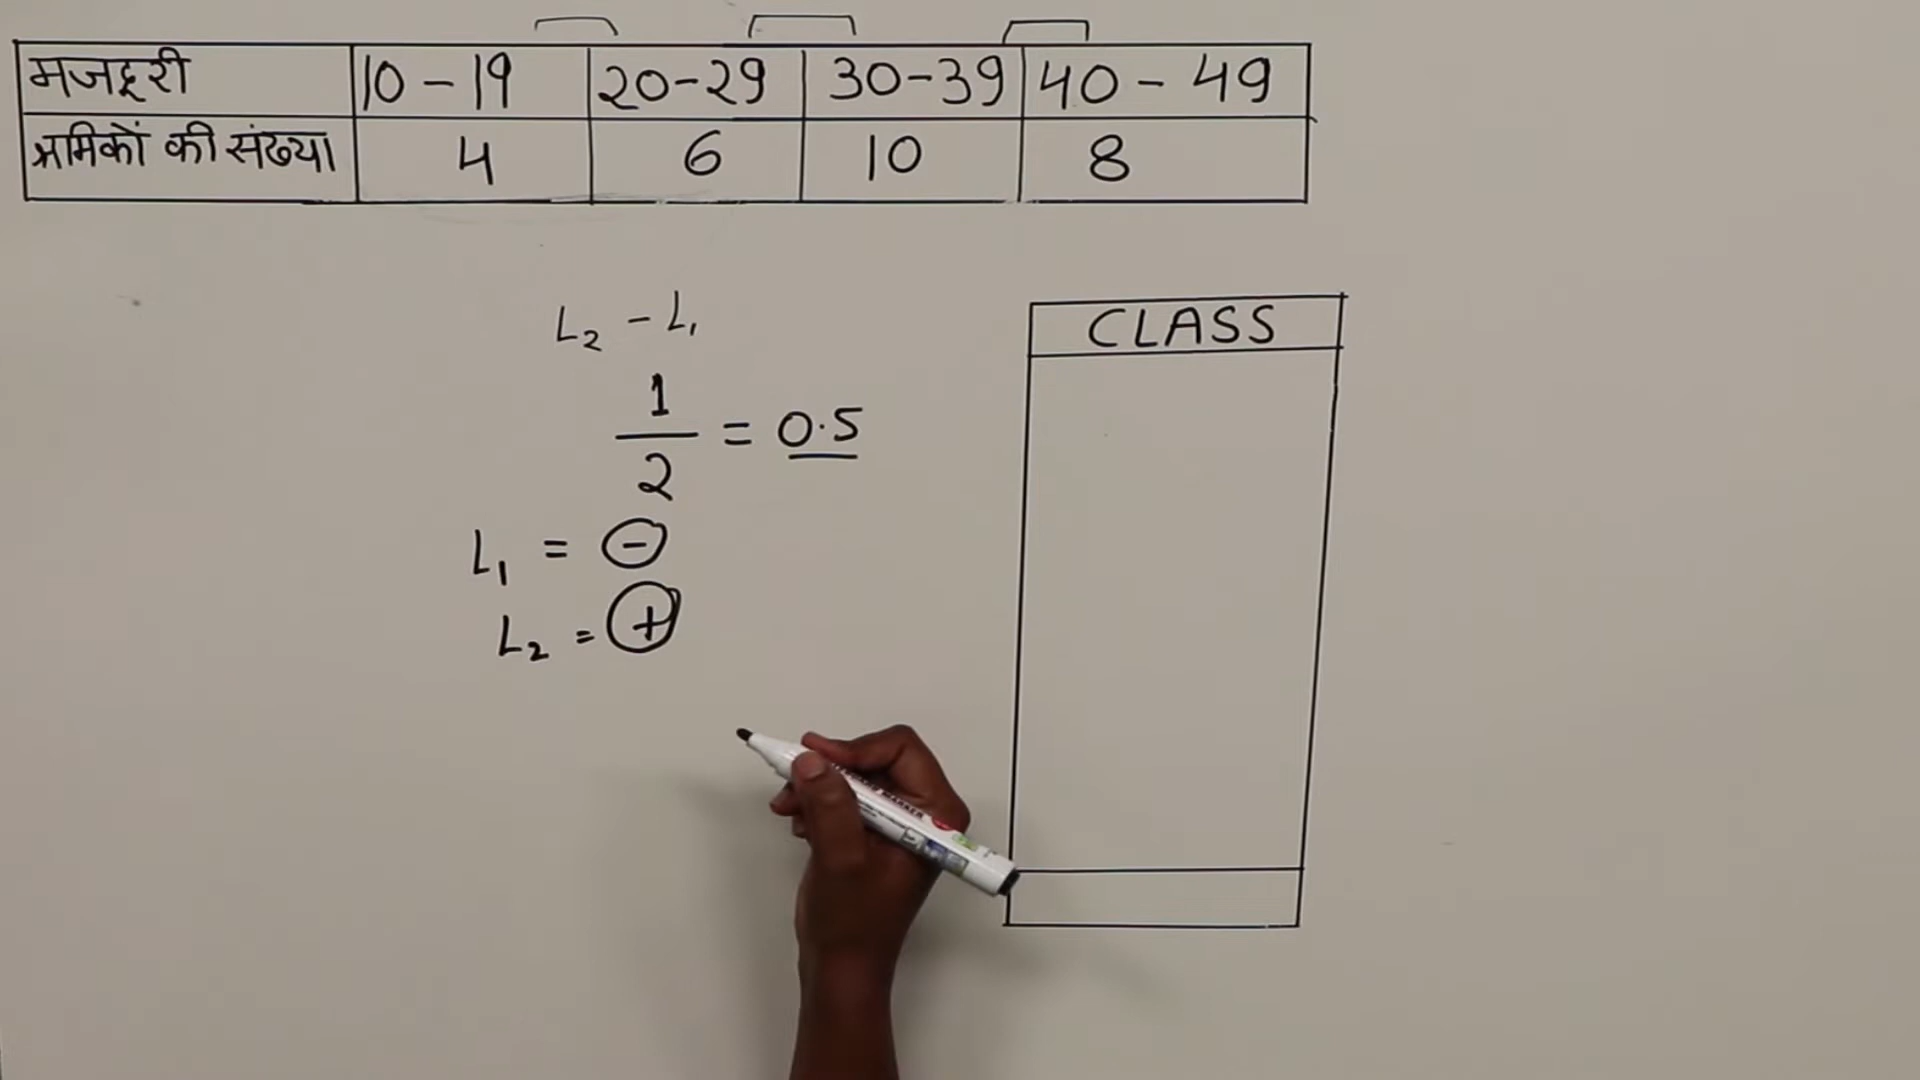 मजदूरी 10 - 19 20-29 30-39 40 - 49
श्रमिकों की संख्या 4 6 10 8
L₂ - L₁
1
2
= 0.5
L₁ = -
L₂ = +
CLASS
MARKER